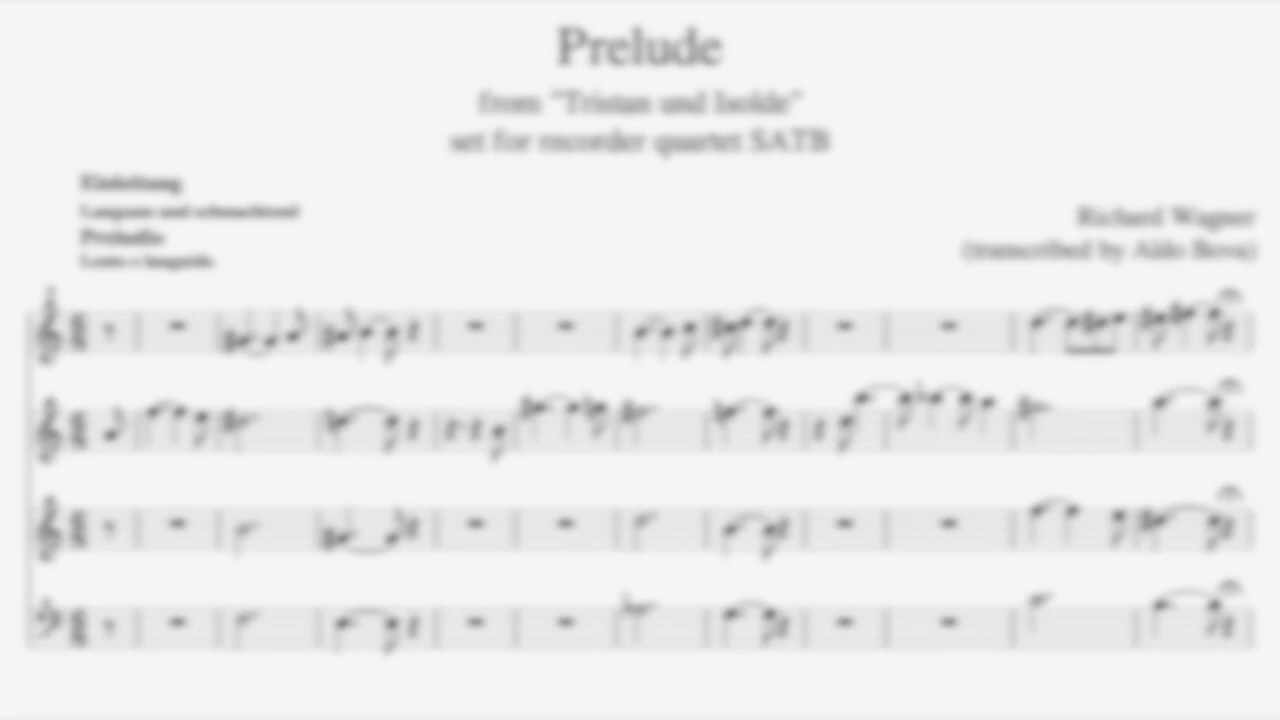 Prelude
from "Tristan und Isolde"
set for recorder quartet SATB
Einleitung
Langsam und schmachtend
Preludio
Lento e languido
Richard Wagner
(transcribed by Aldo Bova)